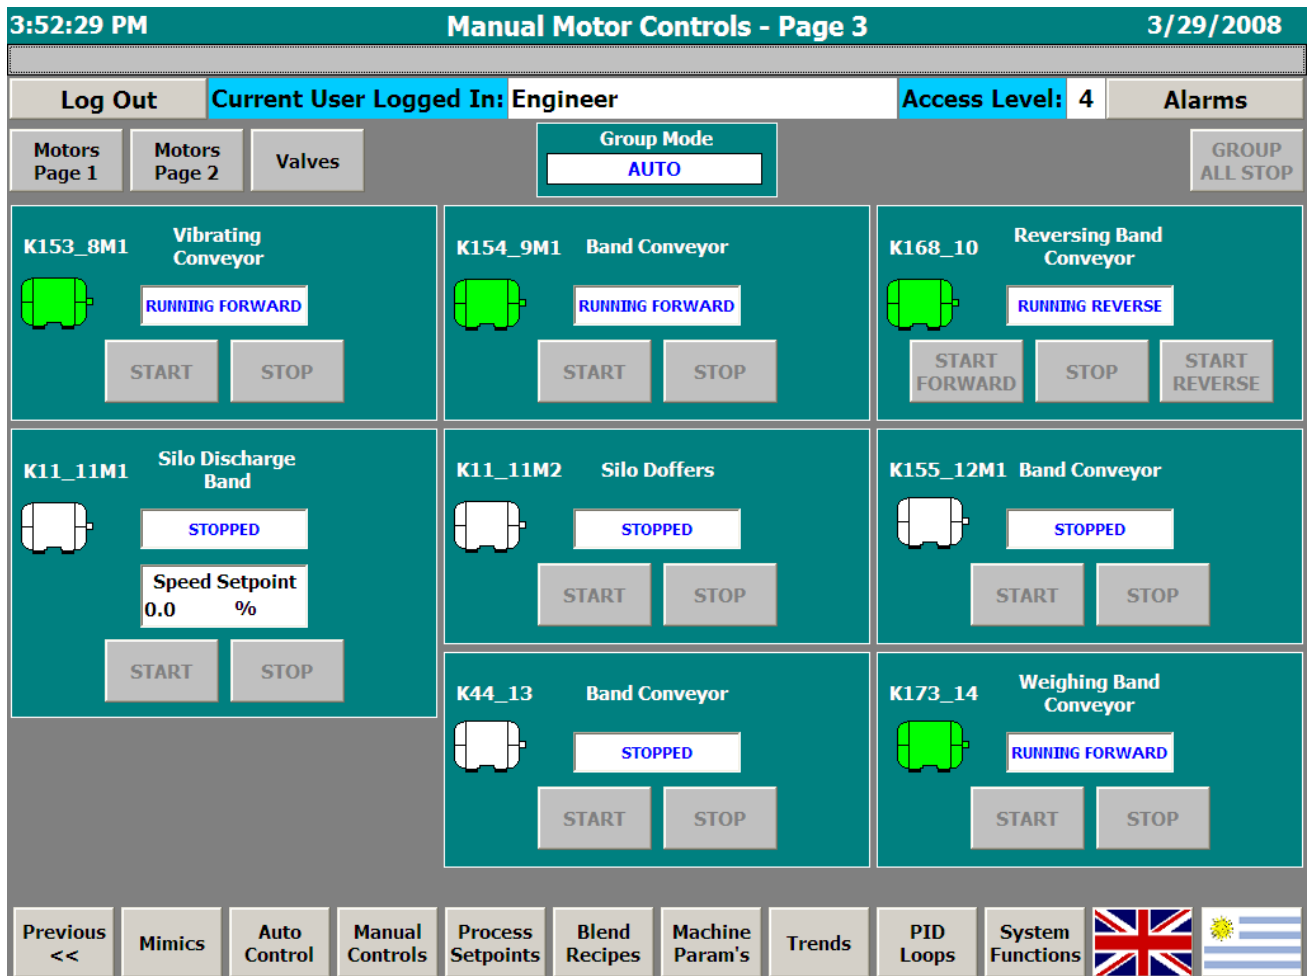 3:52:29 PM Manual Motor Controls - Page 3 3/29/2008
Log Out Current User Logged In: Engineer Access Level: 4 Alarms
Motors
Page 1
Motors
Page 2
Valves
Group Mode
AUTO
GROUP
ALL STOP
K153_8M1 Vibrating
Conveyor
RUNNING FORWARD
START STOP
K154_9M1 Band Conveyor
RUNNING FORWARD
START STOP
K168_10 Reversing Band
Conveyor
RUNNING REVERSE
START
FORWARD
STOP
START
REVERSE
K11_11M1 Silo Discharge
Band
STOPPED
Speed Setpoint
0.0 %
START STOP
K11_11M2 Silo Doffers
STOPPED
START STOP
K155_12M1 Band Conveyor
STOPPED
START STOP
K44_13 Band Conveyor
STOPPED
START STOP
K173_14 Weighing Band
Conveyor
RUNNING FORWARD
START STOP
Previous
<<
Mimics
Auto
Control
Manual
Controls
Process
Setpoints
Blend
Recipes
Machine
Param's
Trends
PID
Loops
System
Functions